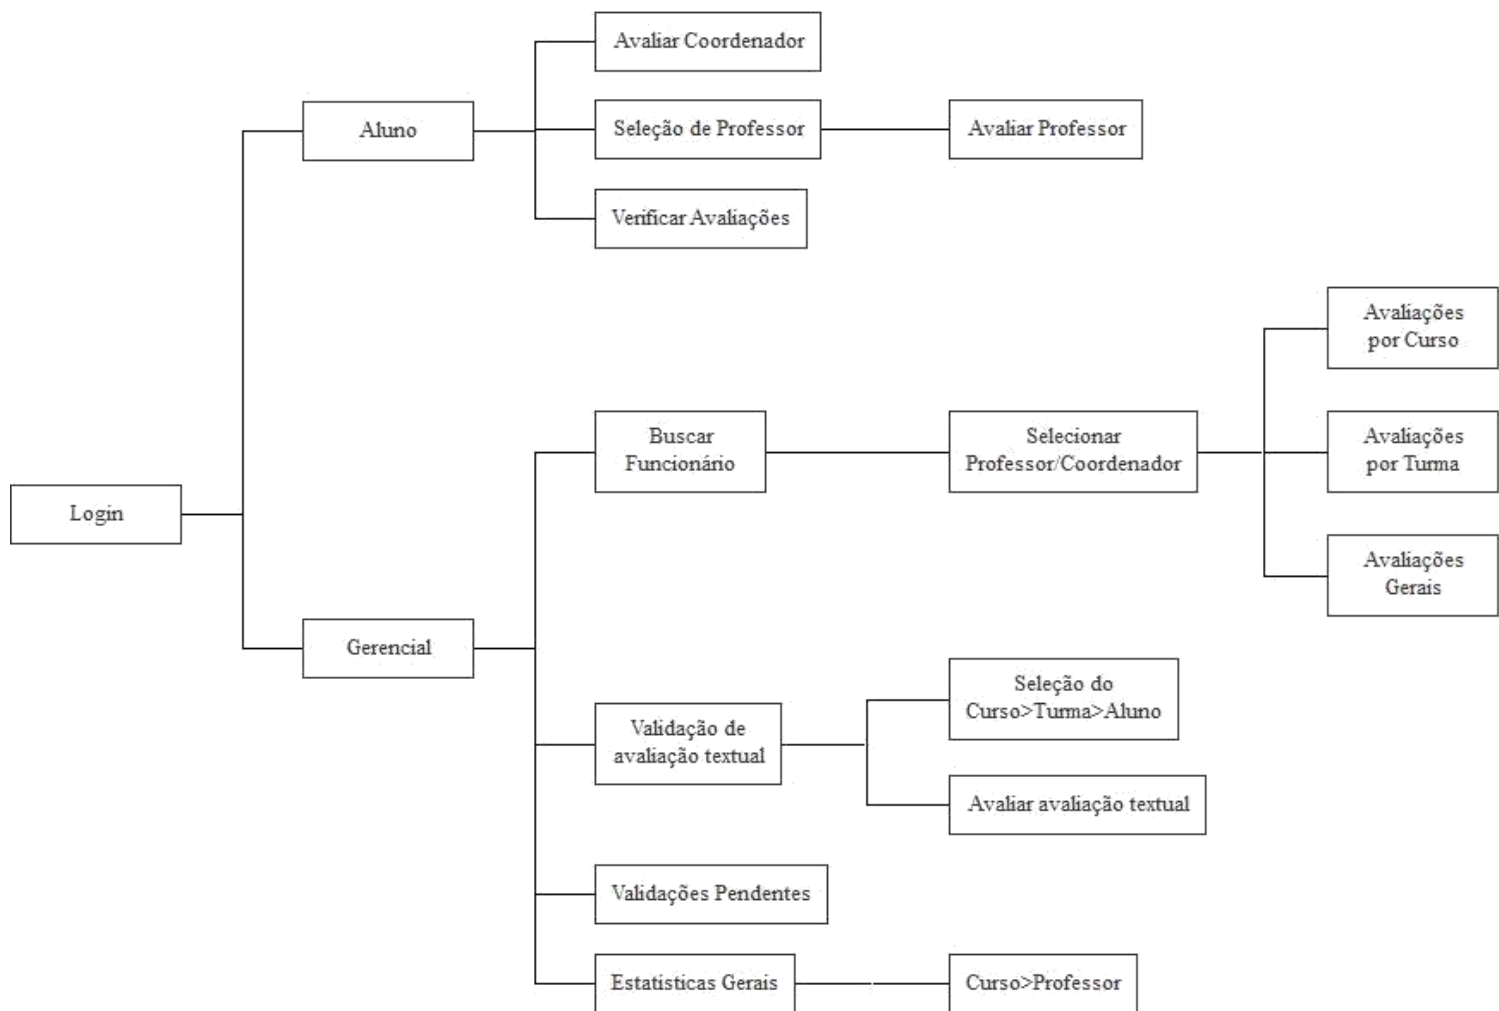 Avaliar Coordenador
Aluno
Seleção de Professor
Avaliar Professor
Verificar Avaliações
Avaliações
por Curso
Buscar
Funcionário
Selecionar
Professor/Coordenador
Avaliações
por Turma
Login
Avaliações
Gerais
Gerencial
Seleção do
Curso>Turma>Aluno
Validação de
avaliação textual
Avaliar avaliação textual
Validações Pendentes
Estatísticas Gerais
Curso>Professor